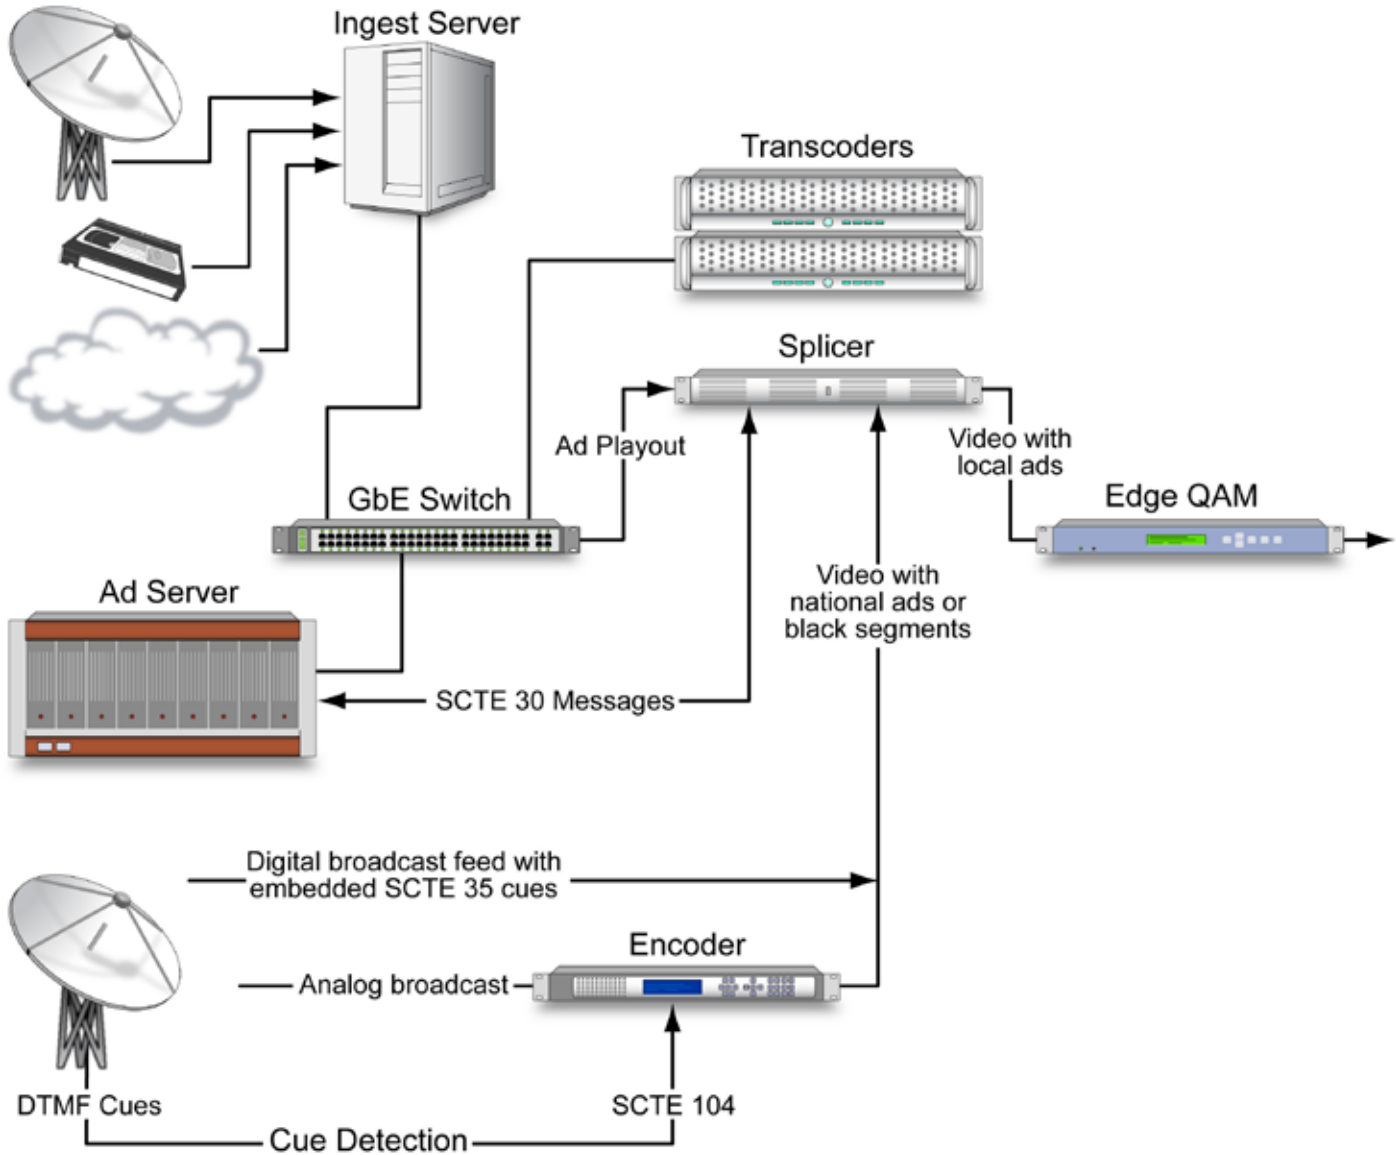 Ingest Server
Transcoders
Splicer
Ad Playout
Video with
local ads
GbE Switch
Edge QAM
Video with
national ads or
black segments
Ad Server
SCTE 30 Messages
Digital broadcast feed with
embedded SCTE 35 cues
Encoder
Analog broadcast
DTMF Cues
SCTE 104
Cue Detection